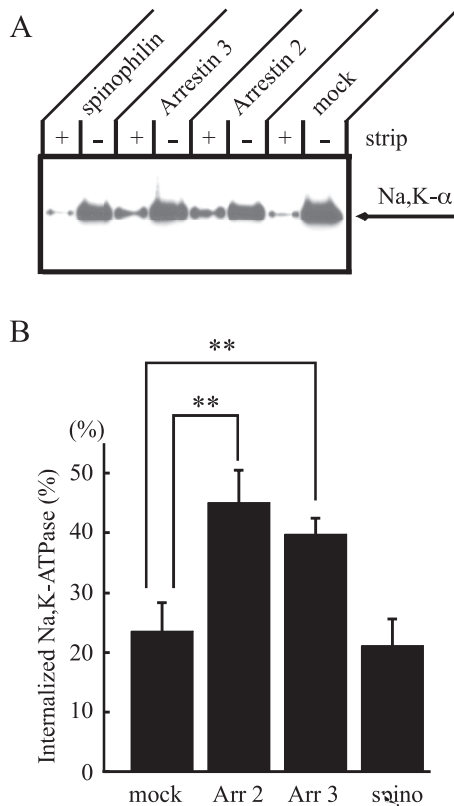 A
spinophilin
Arrestin 3
Arrestin 2
mock
+ - + - + - + - strip
Na,K-α
B
**
**
(%)
Internalized Na,K-ATPase (%)
50
40
30
20
10
0
mock Arr 2 Arr 3 spino